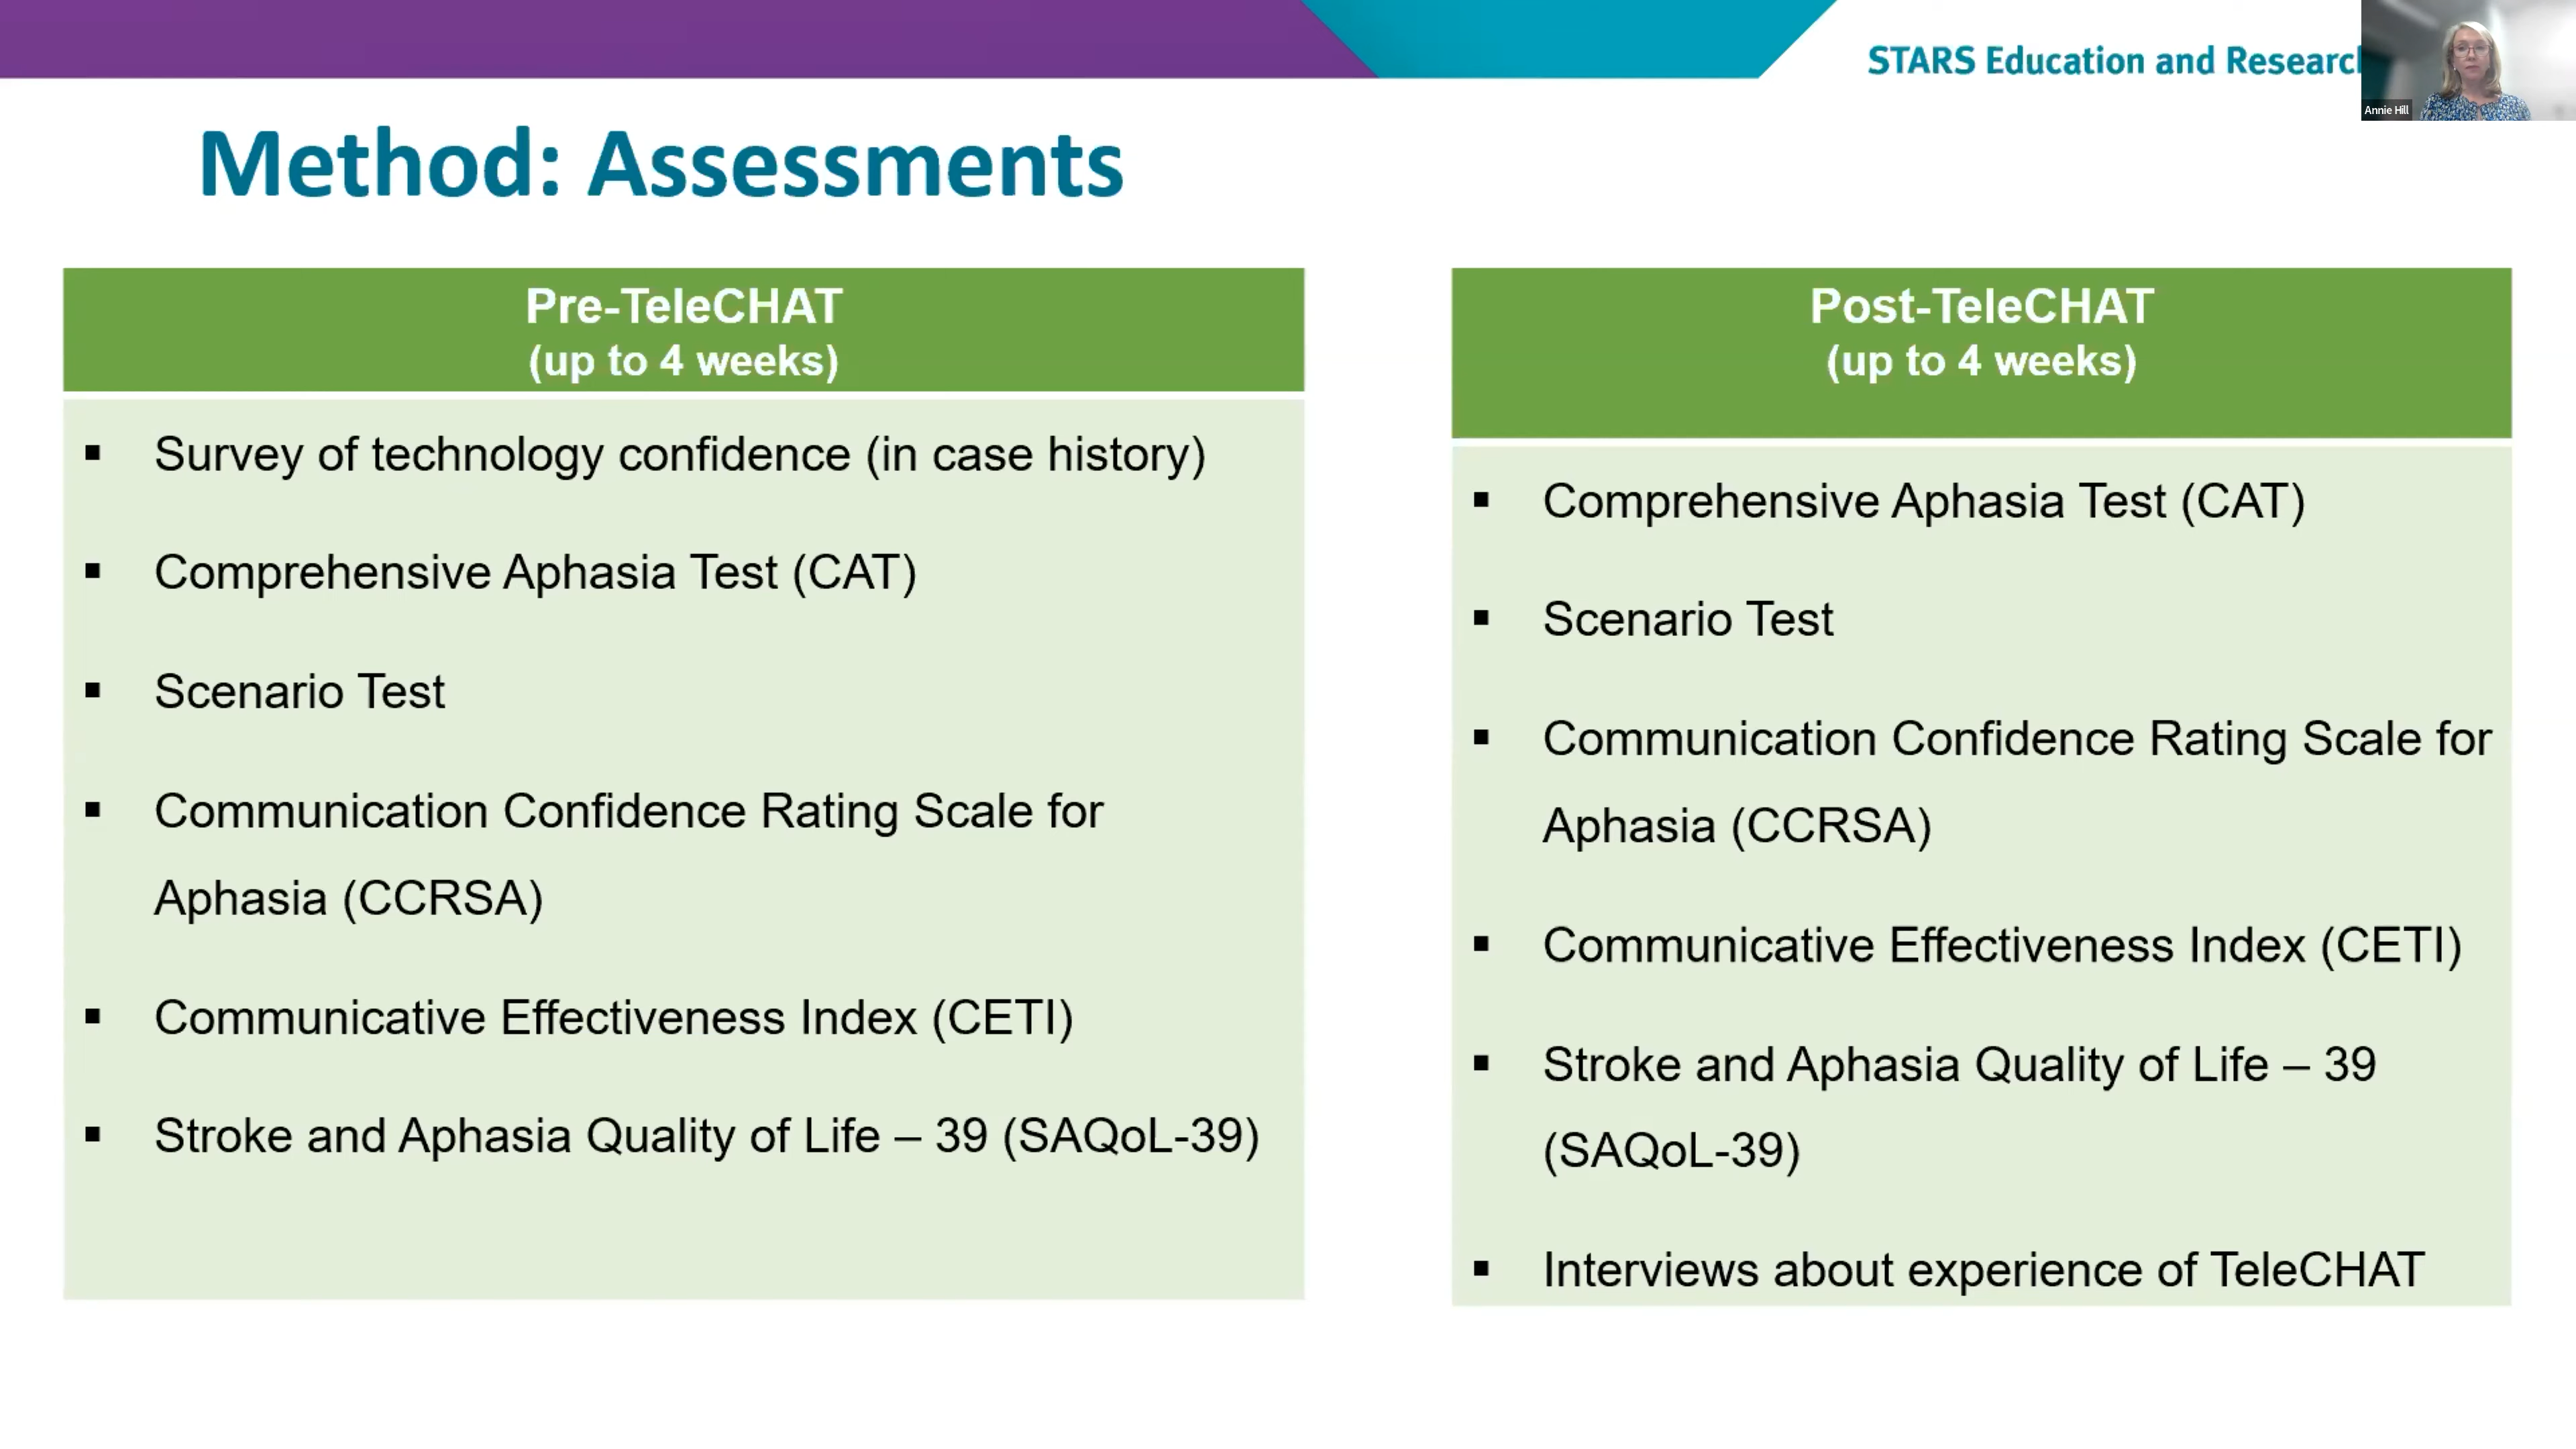 STARS Education and Research
Annie Hill
Method: Assessments
Pre-TeleCHAT
(up to 4 weeks)
▪ Survey of technology confidence (in case history)
▪ Comprehensive Aphasia Test (CAT)
▪ Scenario Test
▪ Communication Confidence Rating Scale for
Aphasia (CCRSA)
▪ Communicative Effectiveness Index (CETI)
▪ Stroke and Aphasia Quality of Life – 39 (SAQoL-39)
Post-TeleCHAT
(up to 4 weeks)
▪ Comprehensive Aphasia Test (CAT)
▪ Scenario Test
▪ Communication Confidence Rating Scale for
Aphasia (CCRSA)
▪ Communicative Effectiveness Index (CETI)
▪ Stroke and Aphasia Quality of Life – 39
(SAQoL-39)
▪ Interviews about experience of TeleCHAT